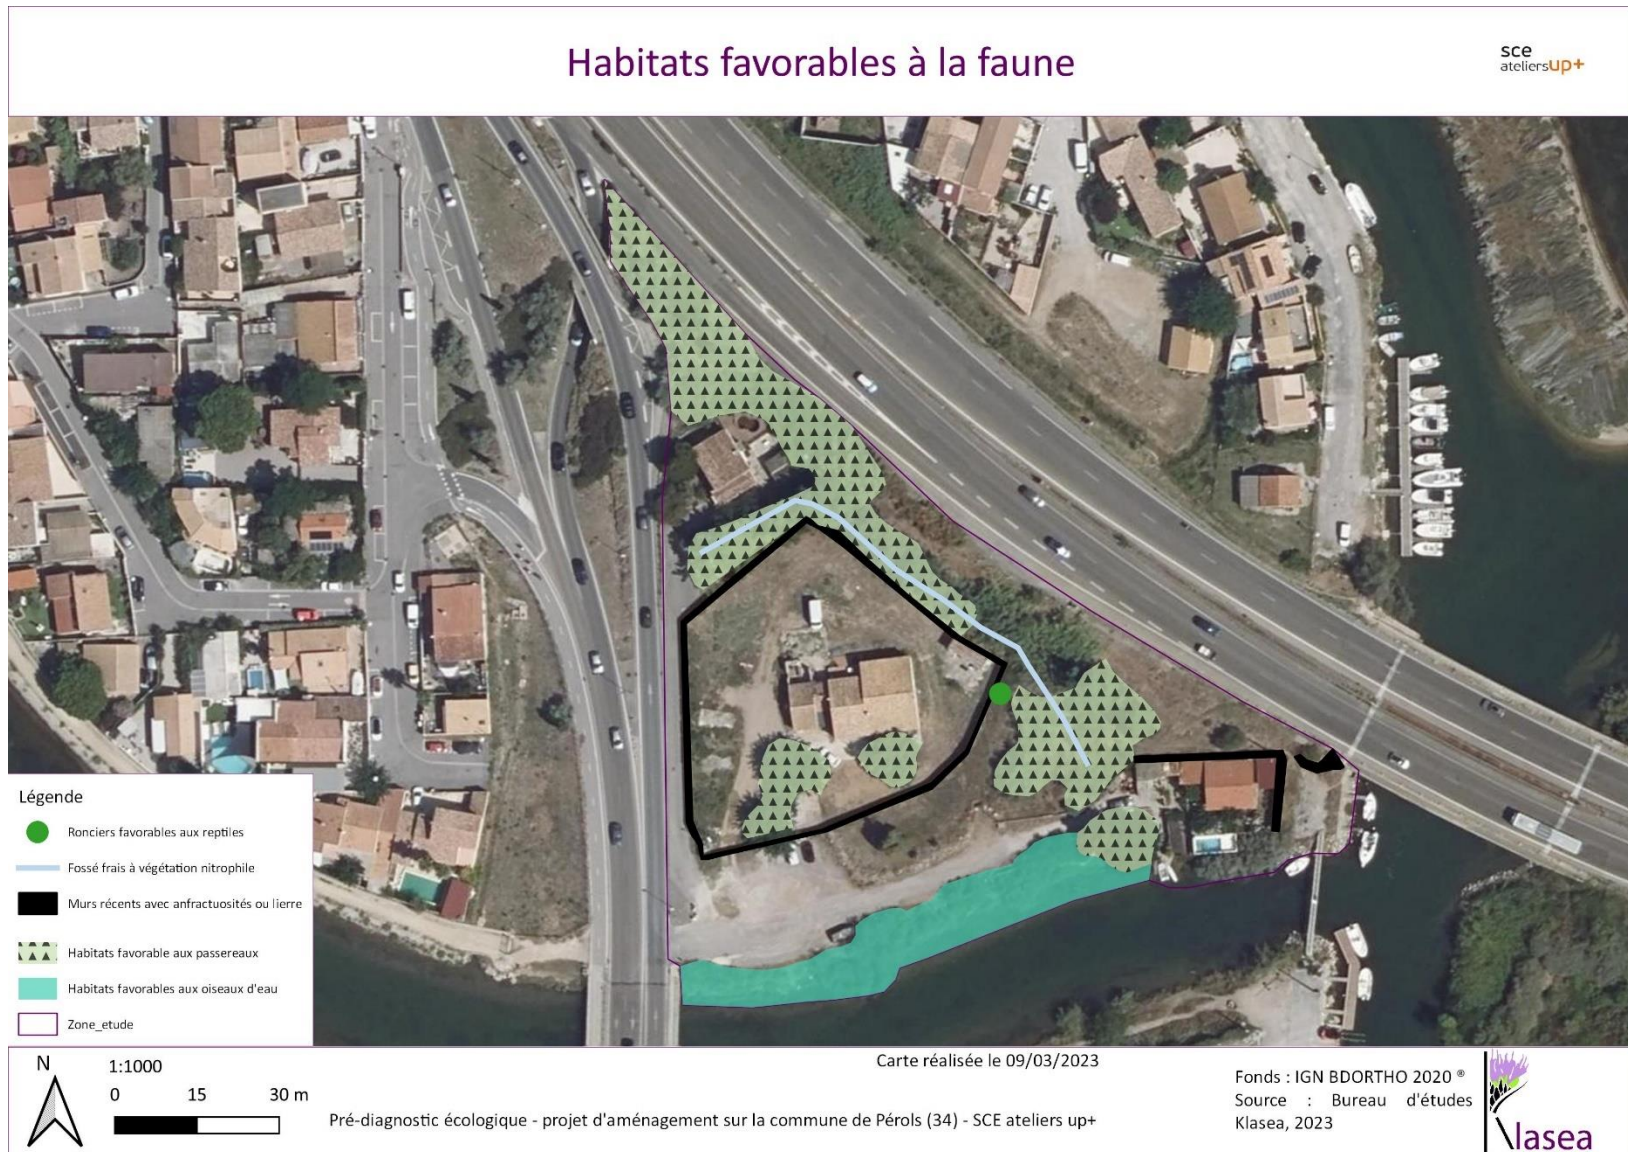 Habitats favorables à la faune
sce
ateliersup+
Légende
Ronciers favorables aux reptiles
Fossé frais à végétation nitrophile
Murs récents avec anfractuosités ou lierre
Habitats favorable aux passereaux
Habitats favorables aux oiseaux d'eau
Zone_etude
N
1:1000
0 15 30 m
Carte réalisée le 09/03/2023
Pré-diagnostic écologique - projet d'aménagement sur la commune de Pérols (34) - SCE ateliers up+
Fonds : IGN BDORTHO 2020 ®
Source : Bureau d'études
Klasea, 2023
Klasea